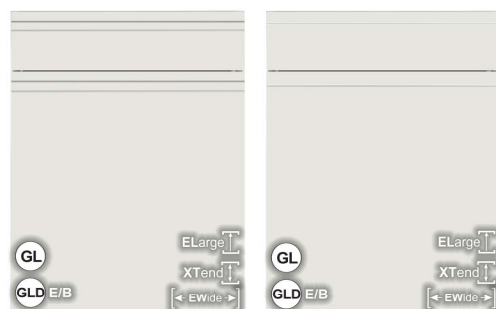 ELarge
GL
XTend
GLD E/B
EWide
ELarge
GL
XTend
GLD E/B
EWide